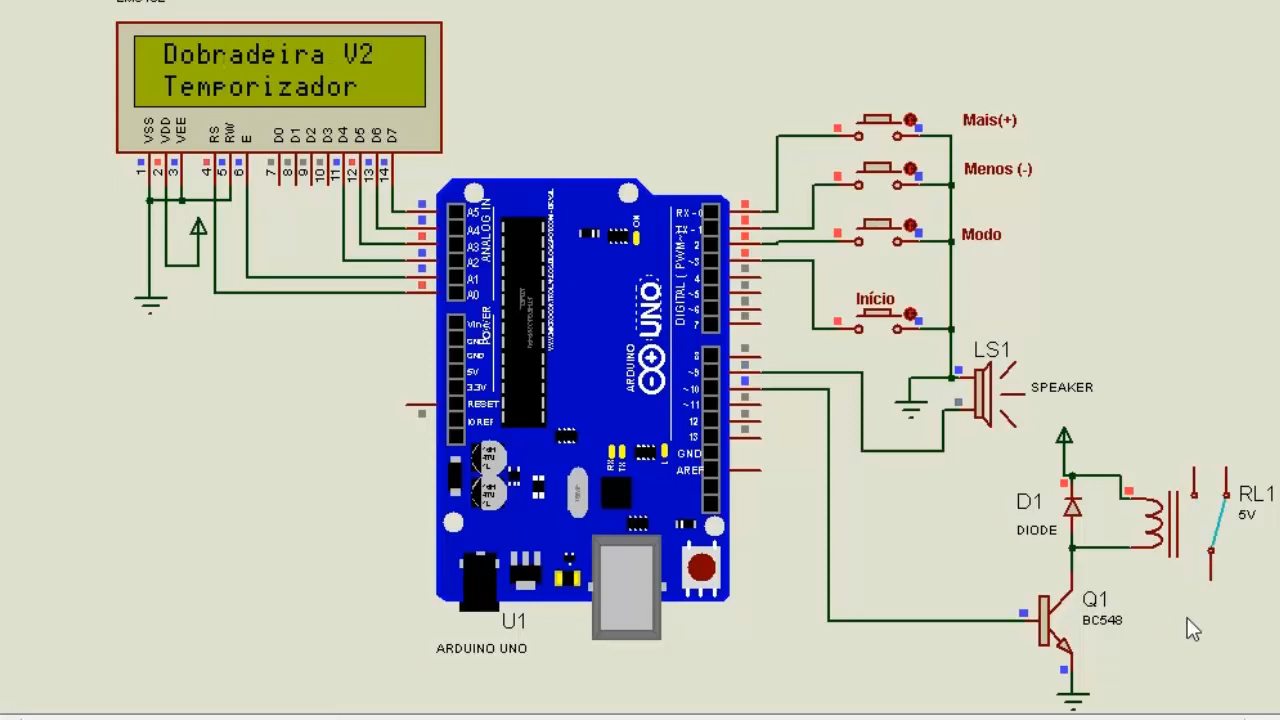 Dobradeira V2
Temporizador
VSS
VDD
VEE
RS
RW
E
D0
D1
D2
D3
D4
D5
D6
D7
1
2
3
4
5
6
7
8
9
10
11
12
13
14
A5
A4
A3
A2
A1
A0
ANALOG IN
POWER
5V
3.3V
RESET
GND
ON
ARDUINO
UNO
DIGITAL ( PWM~)
RX
TX
L
2
~3
4
~5
~6
7
8
~9
~10
~11
12
13
GND
AREF
U1
ARDUINO UNO
Mais(+)
Menos (-)
Modo
Início
LS1
SPEAKER
D1
DIODE
RL1
5V
Q1
BC548